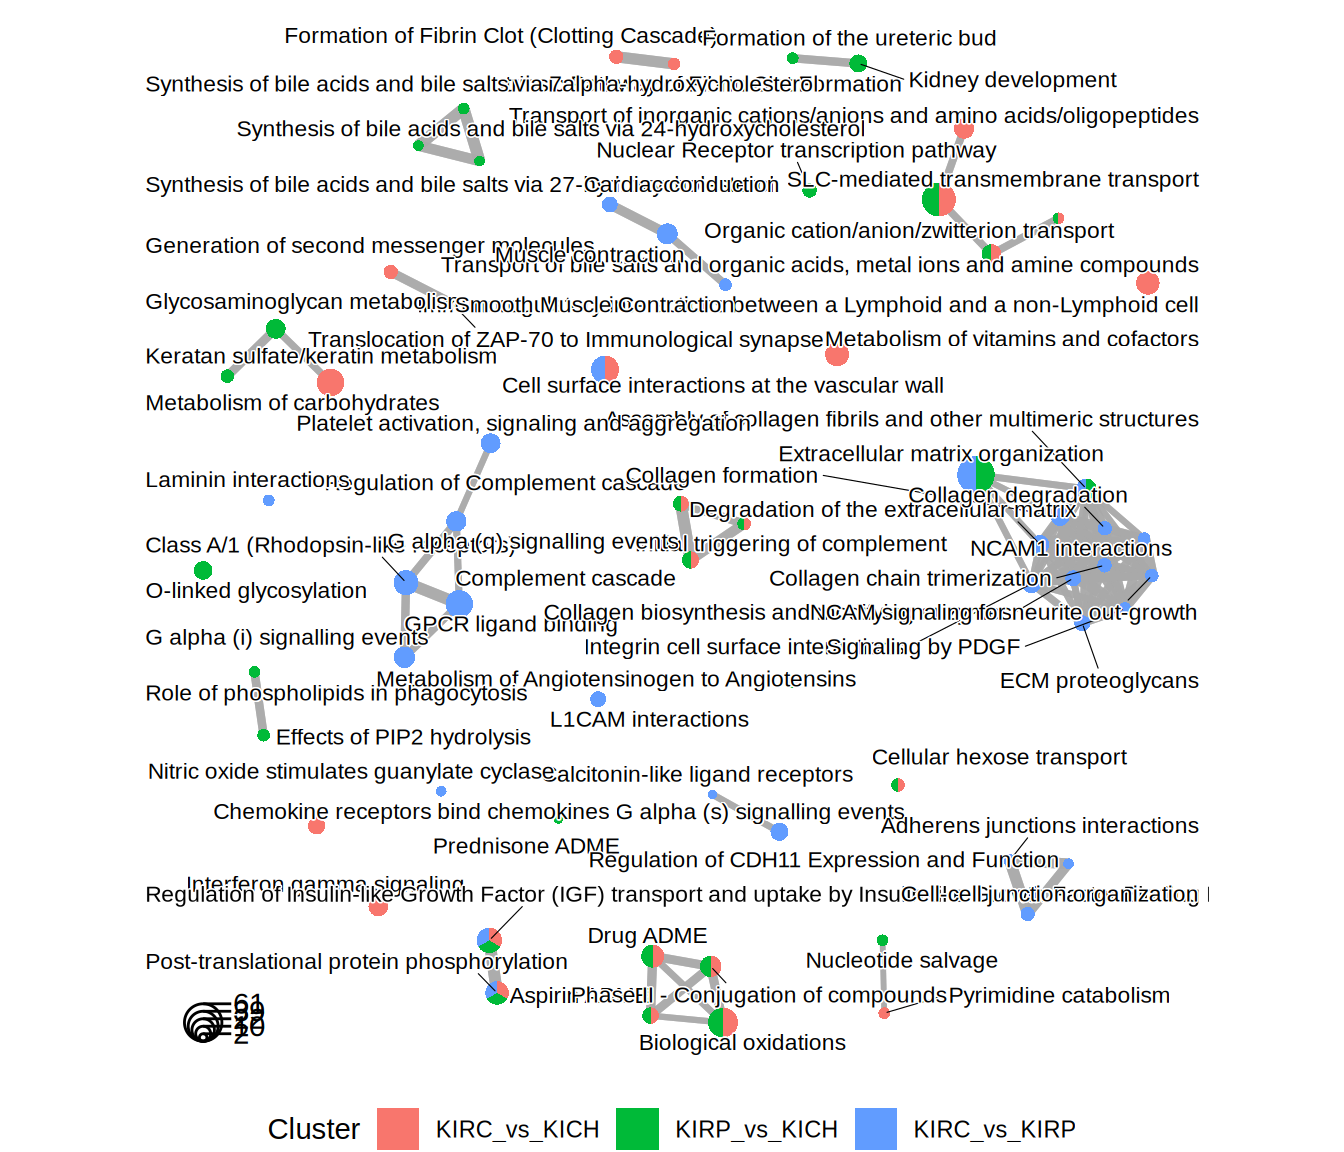 Formation of Fibrin Clot (Clotting Cascade)
Formation of the ureteric bud
Kidney development
Synthesis of bile acids and bile salts via 7alpha-hydroxycholesterol
Formation
Transport of inorganic cations/anions and amino acids/oligopeptides
Synthesis of bile acids and bile salts via 24-hydroxycholesterol
Nuclear Receptor transcription pathway
Synthesis of bile acids and bile salts via 27-
Cardiac conduction
SLC-mediated transmembrane transport
Organic cation/anion/zwitterion transport
Generation of second messenger molecules
Muscle contraction
Transport of bile salts and organic acids, metal ions and amine compounds
Glycosaminoglycan metabolism
Smooth Muscle Contraction
between a Lymphoid and a non-Lymphoid cell
Translocation of ZAP-70 to Immunological synapse
Metabolism of vitamins and cofactors
Keratan sulfate/keratin metabolism
Cell surface interactions at the vascular wall
Metabolism of carbohydrates
Platelet activation, signaling and aggregation
Assembly of collagen fibrils and other multimeric structures
Extracellular matrix organization
Laminin interactions
Regulation of Complement cascade
Collagen formation
Collagen degradation
Degradation of the extracellular matrix
Class A/1 (Rhodopsin-like receptors)
G alpha (q) signalling events
Initial triggering of complement
NCAM1 interactions
Complement cascade
Collagen chain trimerization
O-linked glycosylation
Collagen biosynthesis and
NCAM signaling for neurite out-growth
GPCR ligand binding
G alpha (i) signalling events
Integrin cell surface
Signaling by PDGF
Metabolism of Angiotensinogen to Angiotensins
ECM proteoglycans
Role of phospholipids in phagocytosis
L1CAM interactions
Effects of PIP2 hydrolysis
Cellular hexose transport
Nitric oxide stimulates guanylate cyclase
Calcitonin-like ligand receptors
Chemokine receptors bind chemokines
G alpha (s) signalling events
Adherens junctions interactions
Prednisone ADME
Regulation of CDH11 Expression and Function
Interferon gamma signaling
Regulation of Insulin-like Growth Factor (IGF) transport and uptake by
Cell-cell junction organization
Drug ADME
Post-translational protein phosphorylation
Nucleotide salvage
Aspirin ADME
Phase II - Conjugation of compounds
Pyrimidine catabolism
Biological oxidations
61
2
Cluster
KIRC_vs_KICH
KIRP_vs_KICH
KIRC_vs_KIRP